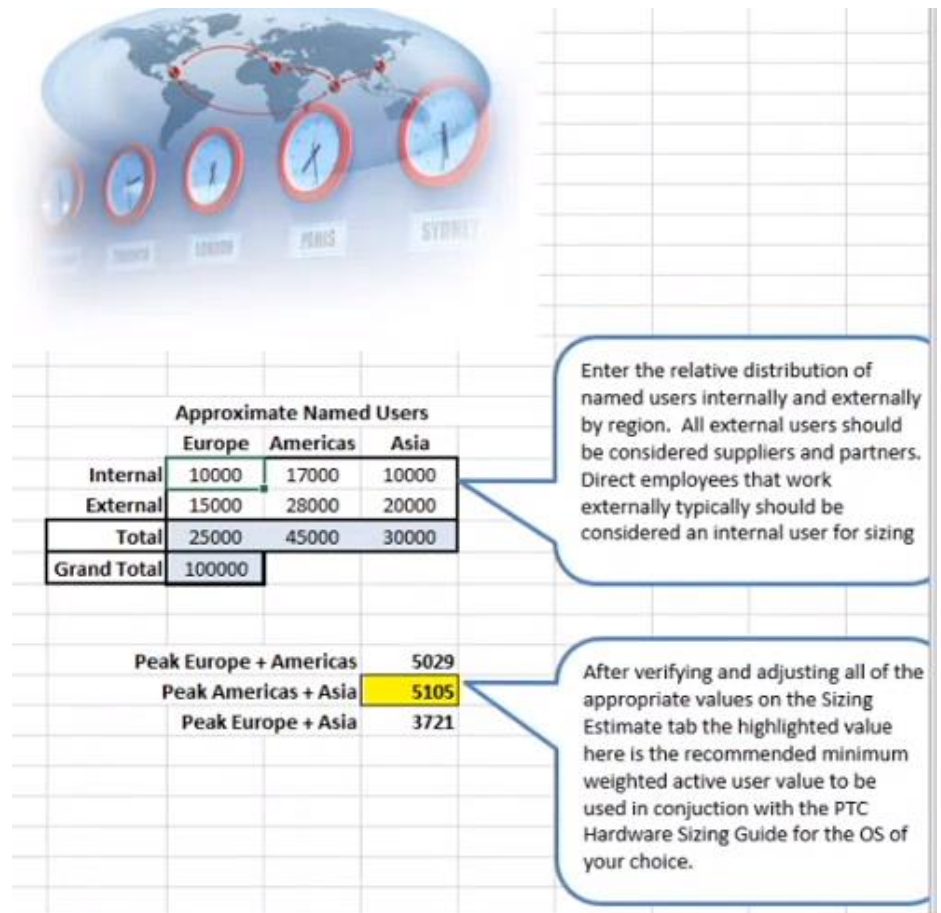 TORONTO
LONDON
PARIS
SYDNEY
Enter the relative distribution of
named users internally and externally
by region. All external users should
be considered suppliers and partners.
Direct employees that work
externally typically should be
considered an internal user for sizing
Approximate Named Users
Europe Americas Asia
Internal 10000 17000 10000
External 15000 28000 20000
Total 25000 45000 30000
Grand Total 100000
Peak Europe + Americas 5029
Peak Americas + Asia 5105
Peak Europe + Asia 3721
After verifying and adjusting all of the
appropriate values on the Sizing
Estimate tab the highlighted value
here is the recommended minimum
weighted active user value to be
used in conjuction with the PTC
Hardware Sizing Guide for the OS of
your choice.